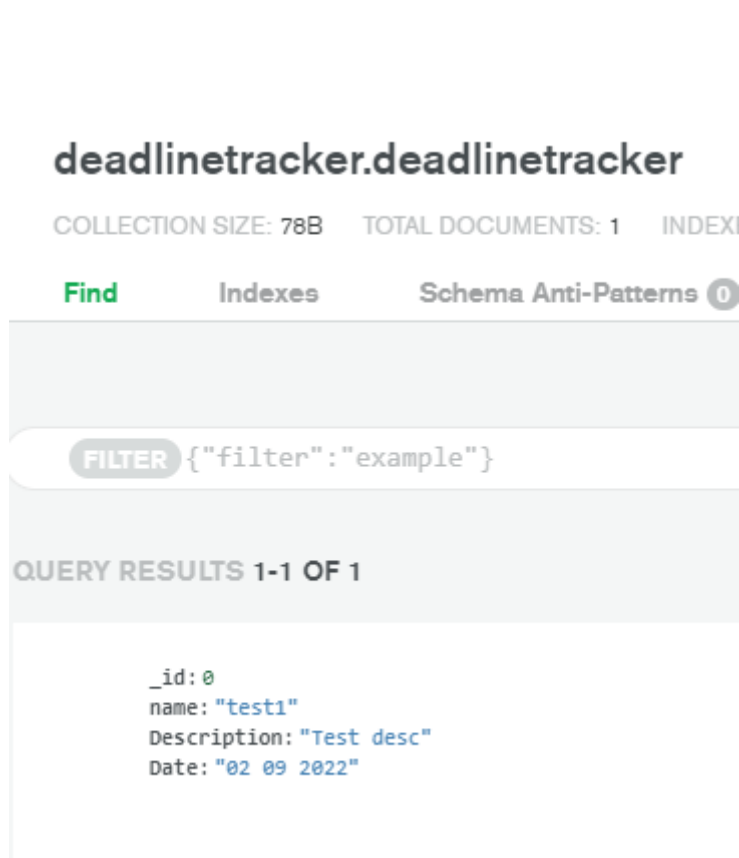 deadlinetracker.deadlinetracker
COLLECTION SIZE: 78B TOTAL DOCUMENTS: 1
Find Indexes Schema Anti-Patterns 0
FILTER {"filter":"example"}
QUERY RESULTS 1-1 OF 1
_id: 0
name: "test1"
Description: "Test desc"
Date: "02 09 2022"